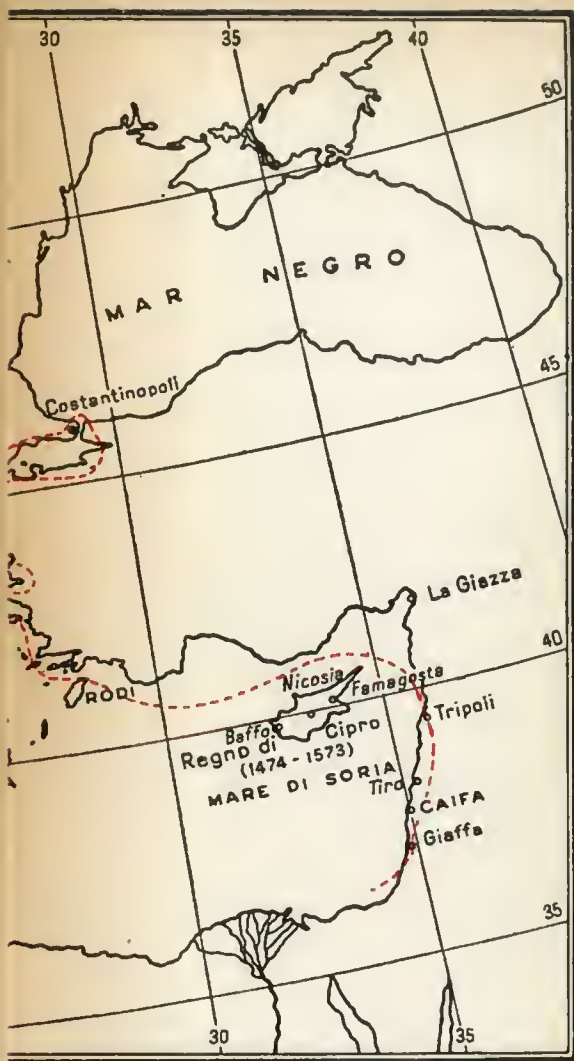 30 35 40
50
MAR NEGRO
45
Costantinopoli
La Giazza
40
RODI
Nicosia
Famagosta
Tripoli
Baffo
Cipro
Regno di
(1474-1573)
MARE DI SORIA
Tiro
CAIFA
Giaffa
35
30 35